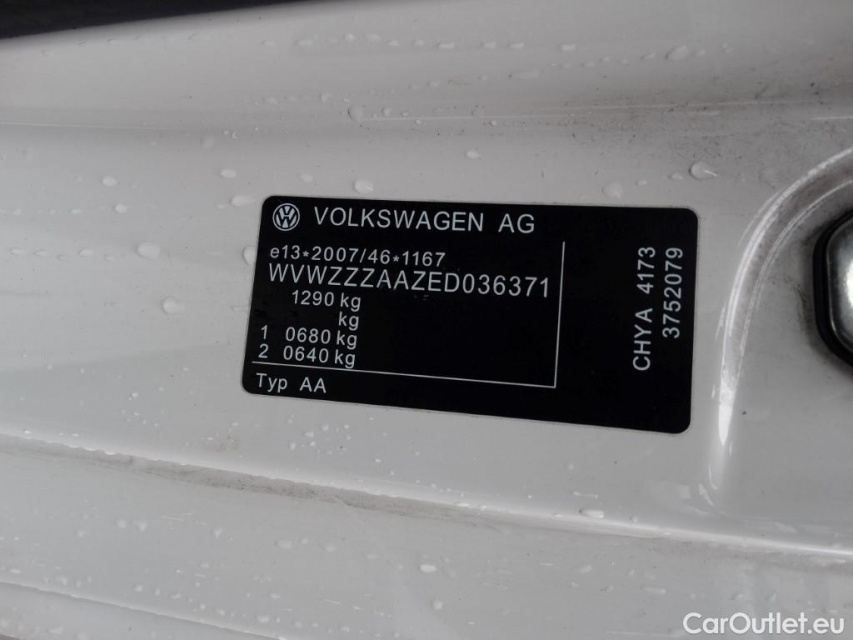 VOLKSWAGEN AG
e13*2007/46*1167
WVWZZZAAZED036371
1290 kg
kg
1 0680 kg
2 0640 kg
Typ AA
CHYA 4173
3752079
CarOutlet.eu